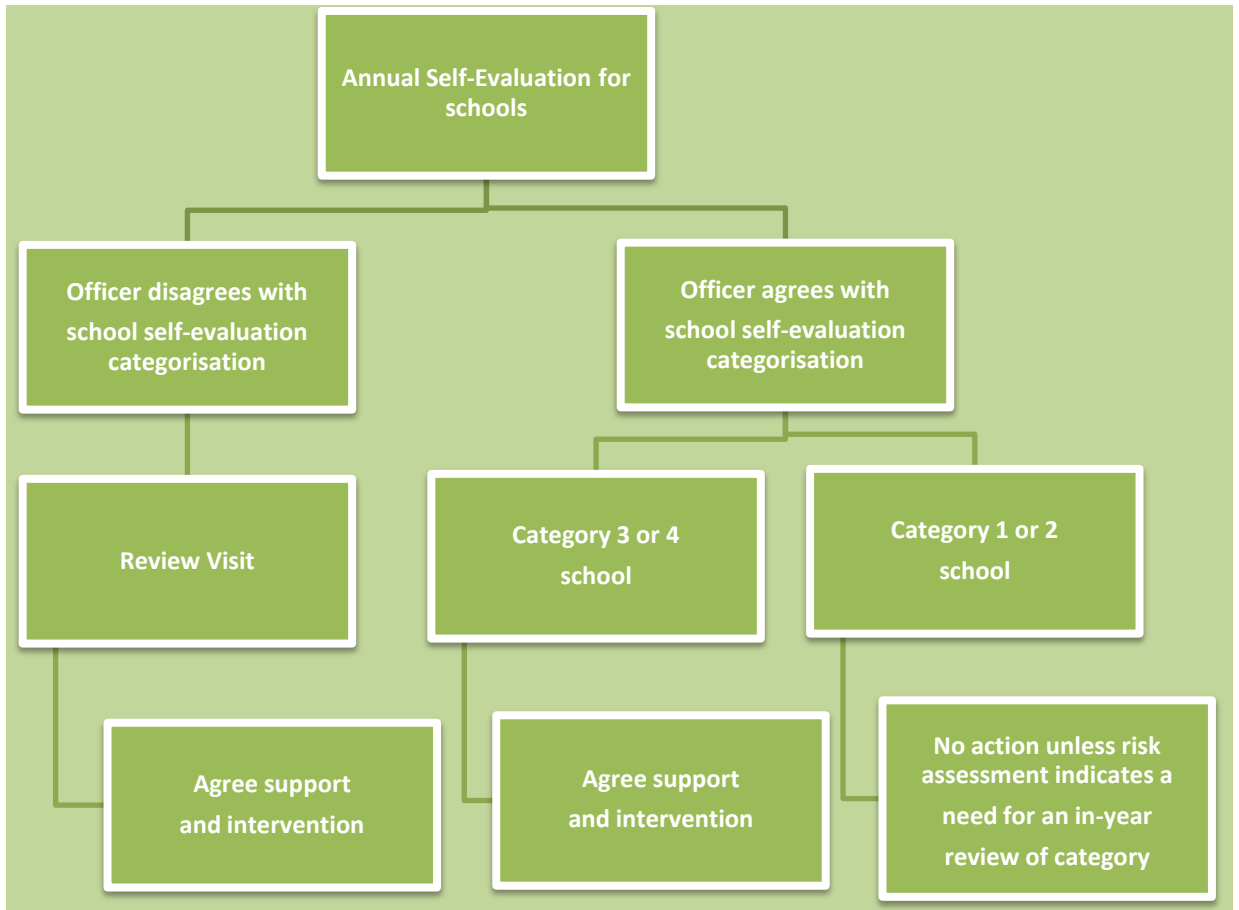 Annual Self-Evaluation for
schools
Officer disagrees with
school self-evaluation
categorisation
Officer agrees with
school self-evaluation
categorisation
Review Visit
Category 3 or 4
school
Category 1 or 2
school
Agree support
and intervention
Agree support
and intervention
No action unless risk
assessment indicates a
need for an in-year
review of category